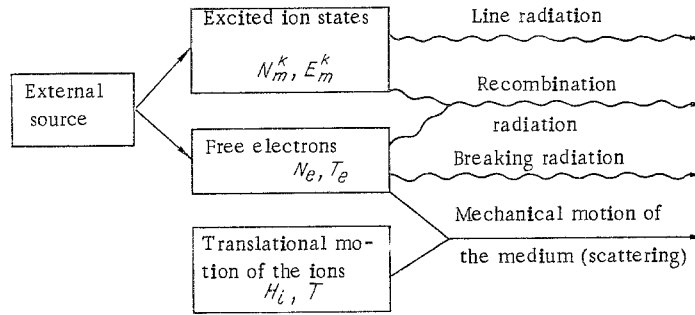 Excited ion states
N_m^k, E_m^k
External
source
Free electrons
N_e, T_e
Translational mo-
tion of the ions
H_i, T
Line radiation
Recombination
radiation
Breaking radiation
Mechanical motion of
the medium (scattering)